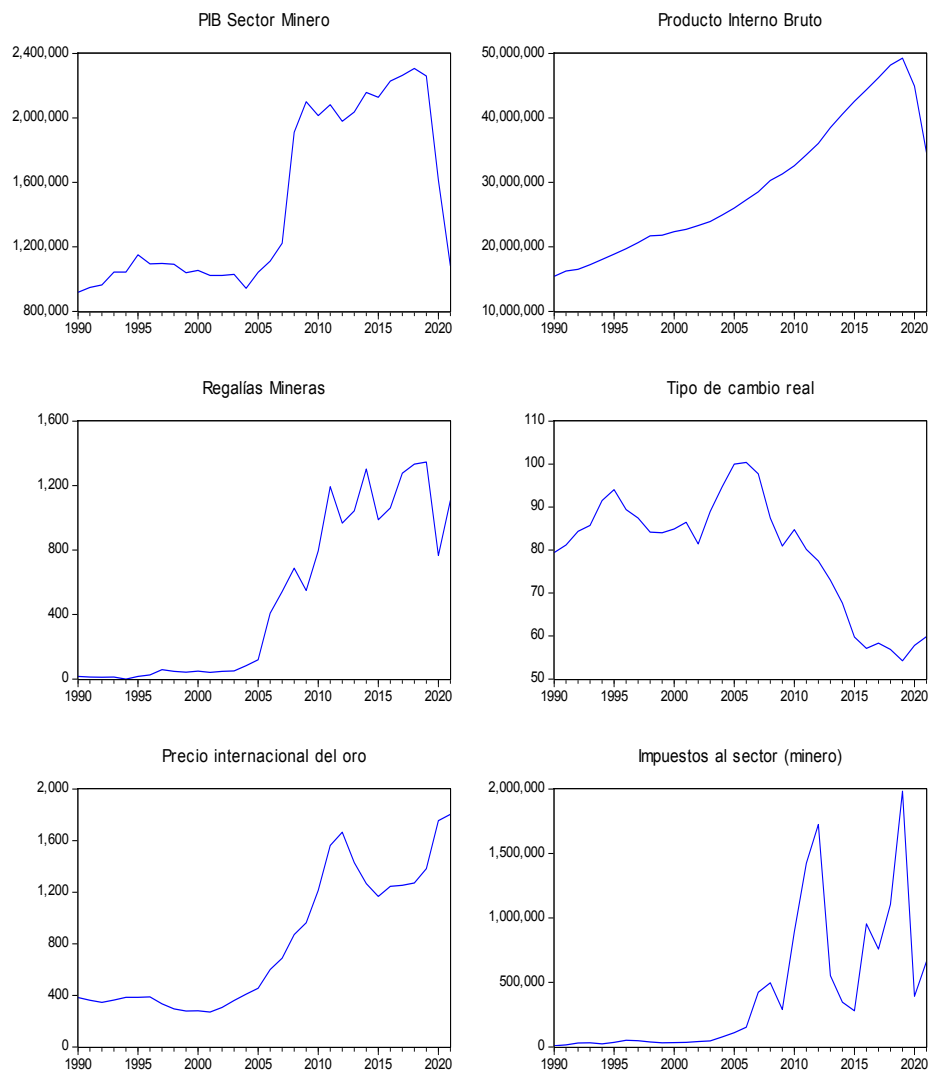 PIB Sector Minero
2,400,000
2,000,000
1,600,000
1,200,000
800,000
1990 1995 2000 2005 2010 2015 2020
Producto Interno Bruto
50,000,000
40,000,000
30,000,000
20,000,000
10,000,000
1990 1995 2000 2005 2010 2015 2020
Regalías Mineras
1,600
1,200
800
400
0
1990 1995 2000 2005 2010 2015 2020
Tipo de cambio real
110
100
90
80
70
60
50
1990 1995 2000 2005 2010 2015 2020
Precio internacional del oro
2,000
1,600
1,200
800
400
0
1990 1995 2000 2005 2010 2015 2020
Impuestos al sector (minero)
2,000,000
1,500,000
1,000,000
500,000
0
1990 1995 2000 2005 2010 2015 2020